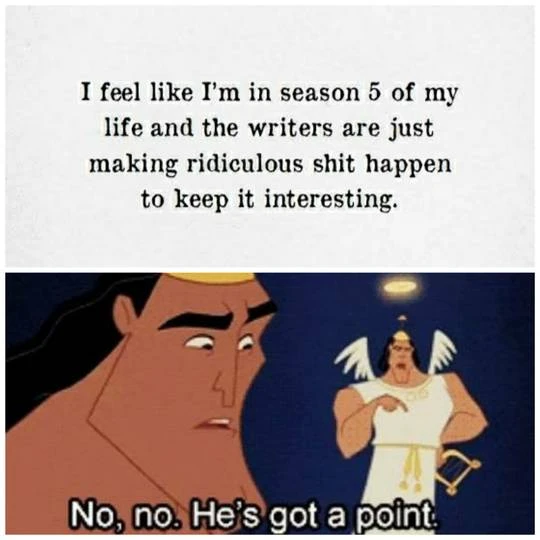 I feel like I'm in season 5 of my
life and the writers are just
making ridiculous shit happen
to keep it interesting.
No, no. He's got a point.